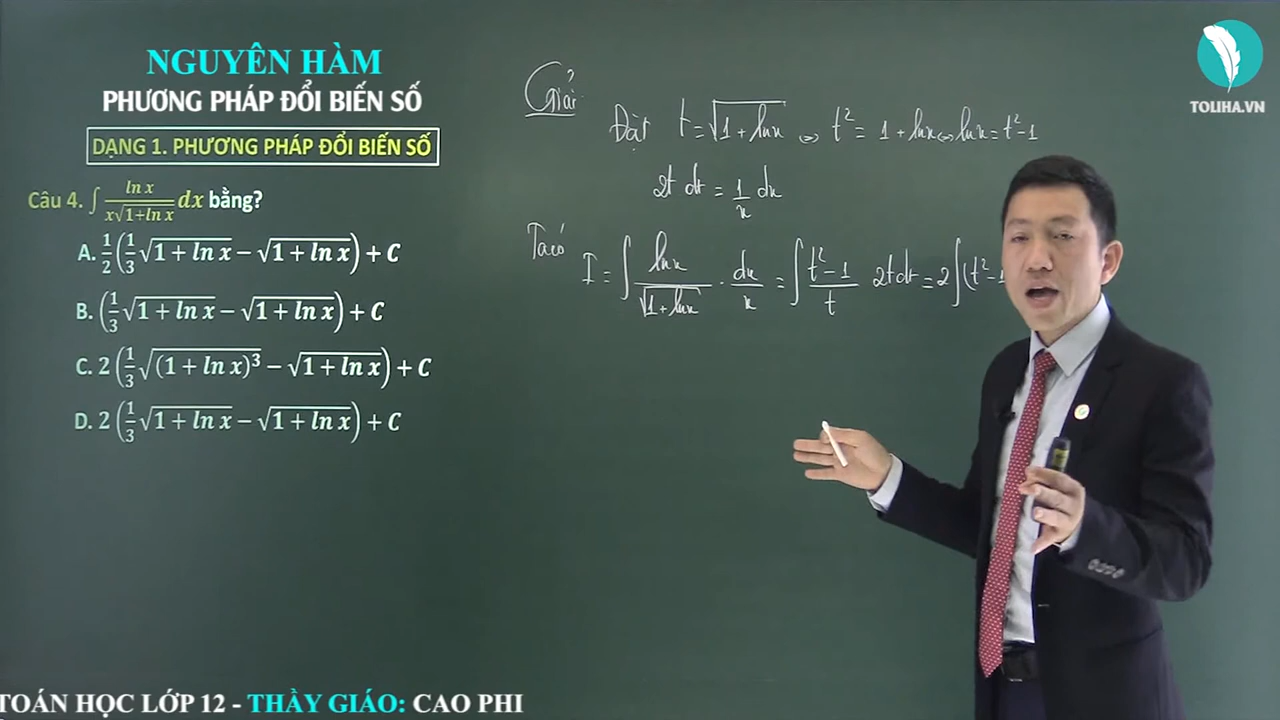 NGUYÊN HÀM
PHƯƠNG PHÁP ĐỔI BIẾN SỐ
DẠNG 1. PHƯƠNG PHÁP ĐỔI BIẾN SỐ
Câu 4. ∫ ln x / (x√(1+ln x)) dx bằng?
A. 1/2 (1/3 √(1 + ln x) − √(1 + ln x)) + C
B. (1/3 √(1 + ln x) − √(1 + ln x)) + C
C. 2 (1/3 √((1 + ln x)³) − √(1 + ln x)) + C
D. 2 (1/3 √(1 + ln x) − √(1 + ln x)) + C
Giải
Đặt t = √(1 + lnx) ⇔ t² = 1 + lnx ⇔ lnx = t² − 1
2t dt = 1/x dx
Ta có I = ∫ lnx / √(1 + lnx) · dx/x = ∫ (t² − 1)/t 2t dt = 2∫(t² − 1
TOLIHA.VN
TOÁN HỌC LỚP 12 - THẦY GIÁO: CAO PHI